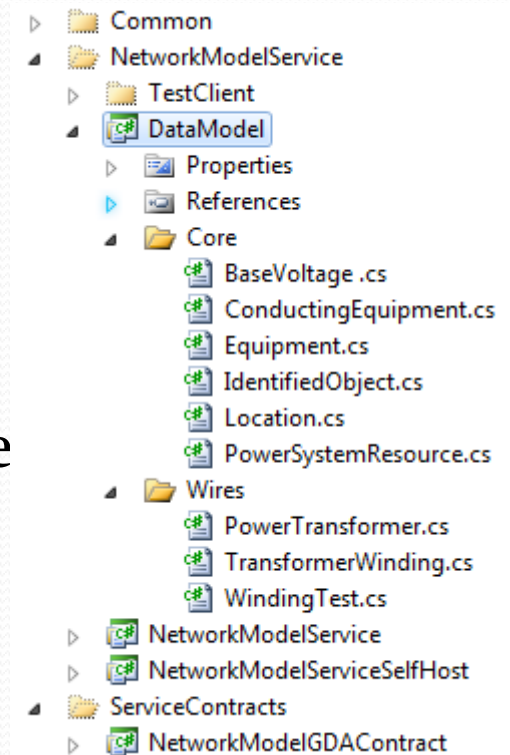 Common
NetworkModelService
TestClient
DataModel
Properties
References
Core
BaseVoltage .cs
ConductingEquipment.cs
Equipment.cs
IdentifiedObject.cs
Location.cs
PowerSystemResource.cs
e
Wires
PowerTransformer.cs
TransformerWinding.cs
WindingTest.cs
NetworkModelService
NetworkModelServiceSelfHost
ServiceContracts
NetworkModelGDAContract